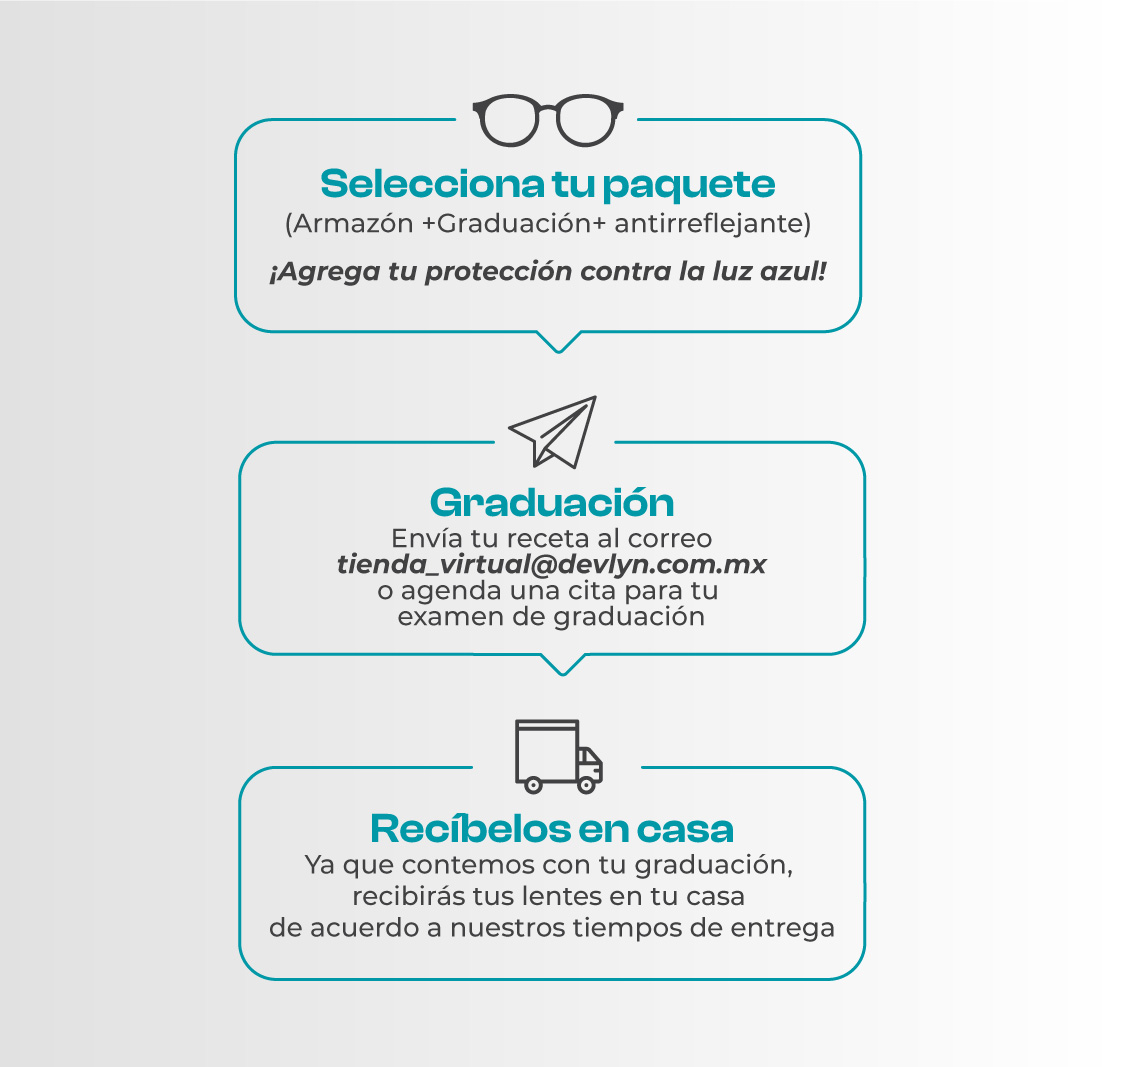 Selecciona tu paquete
(Armazón +Graduación+ antirreflejante)
¡Agrega tu protección contra la luz azul!
Graduación
Envía tu receta al correo
tienda_virtual@devlyn.com.mx
o agenda una cita para tu
examen de graduación
Recíbelos en casa
Ya que contemos con tu graduación,
recibirás tus lentes en tu casa
de acuerdo a nuestros tiempos de entrega